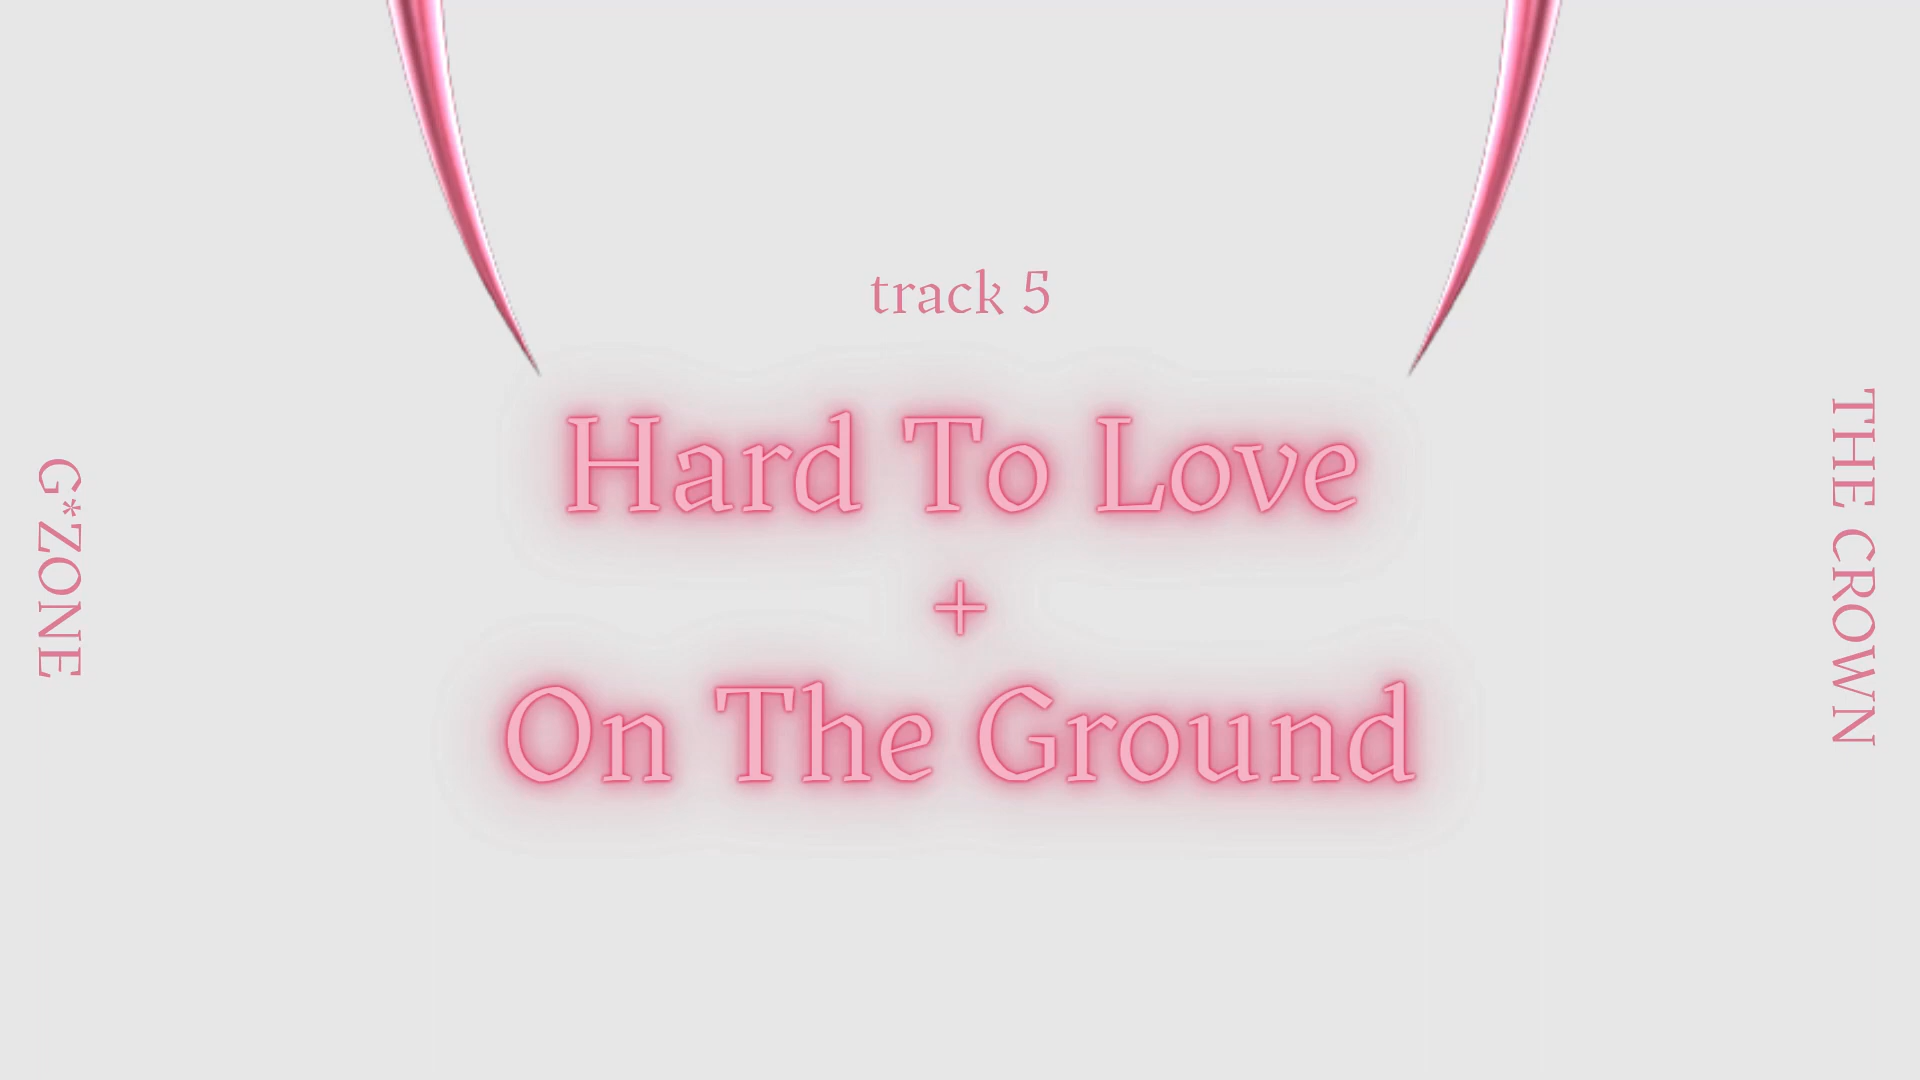 track 5
Hard To Love
+
On The Ground
G*ZONE
THE CROWN